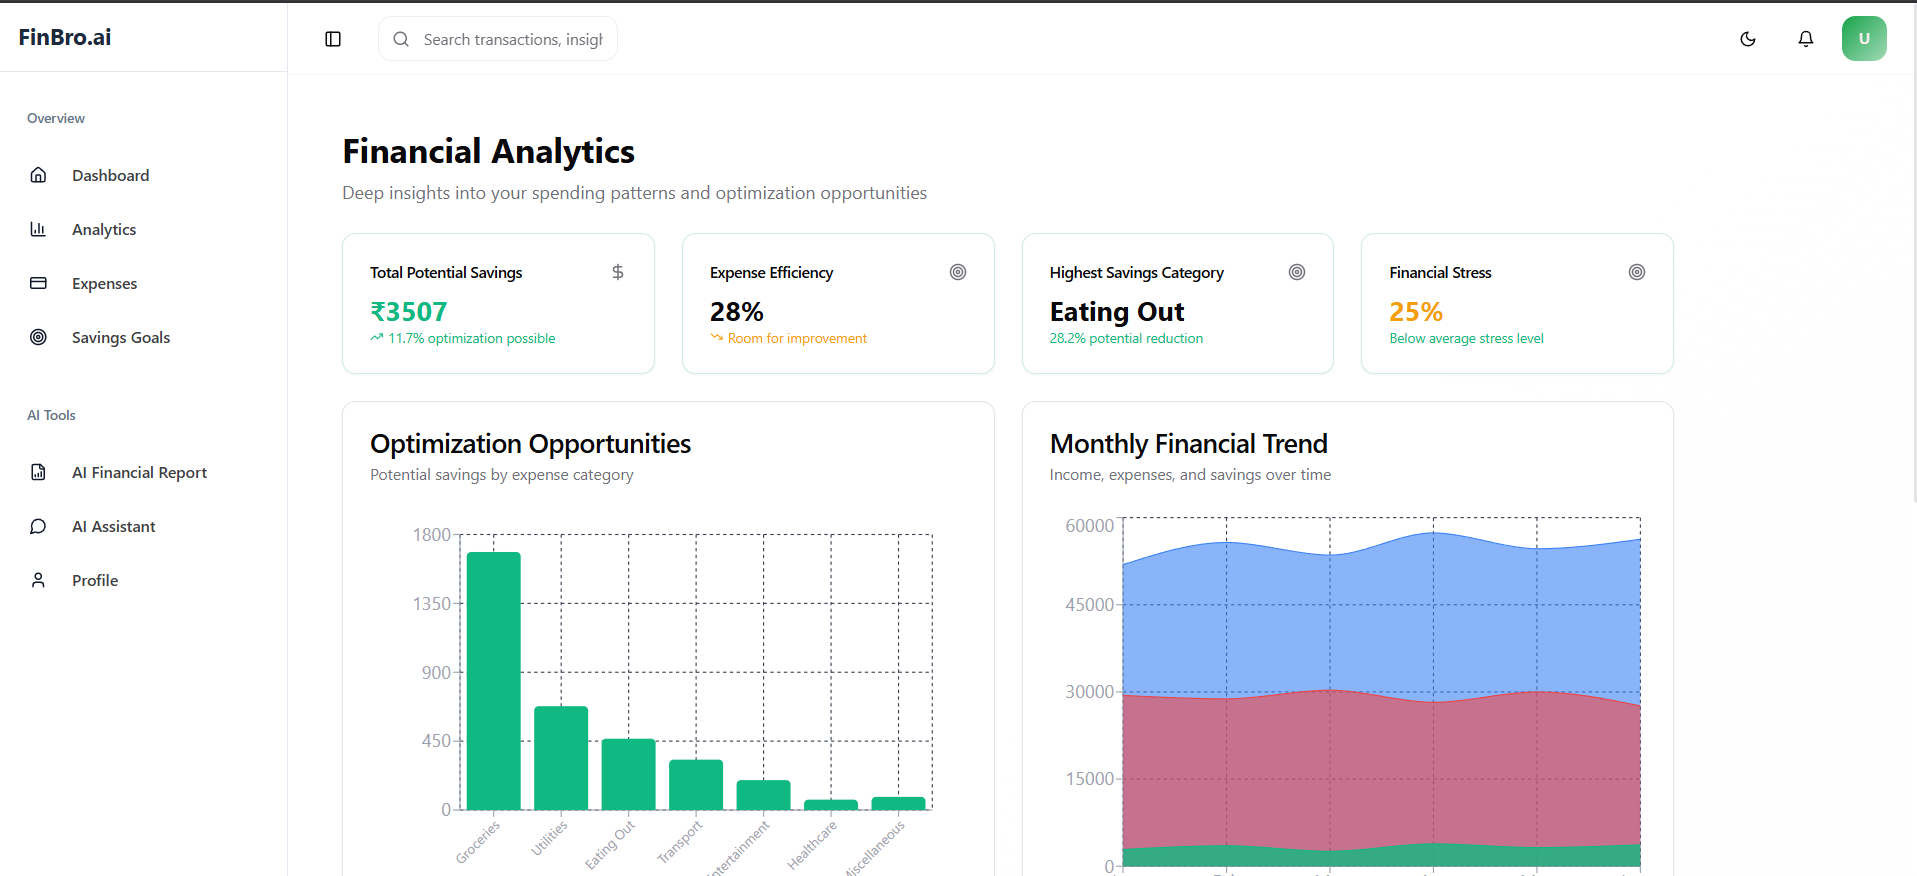 FinBro.ai
Search transactions, insigh
U
Overview
Dashboard
Analytics
Expenses
Savings Goals
AI Tools
AI Financial Report
AI Assistant
Profile
Financial Analytics
Deep insights into your spending patterns and optimization opportunities
Total Potential Savings
₹3507
11.7% optimization possible
Expense Efficiency
28%
Room for improvement
Highest Savings Category
Eating Out
28.2% potential reduction
Financial Stress
25%
Below average stress level
Optimization Opportunities
Potential savings by expense category
1800
1350
900
450
0
Groceries
Utilities
Eating Out
Transport
ntertainment
Healthcare
liscellaneous
Monthly Financial Trend
Income, expenses, and savings over time
60000
45000
30000
15000
0